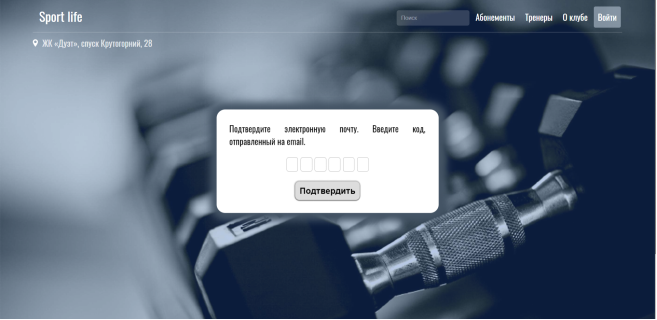 Sport life
Поиск
Абонементы
Тренеры
О клубе
Войти
ЖК «Дуэт», спуск Крутогорний, 28
Подтвердите электронную почту. Введите код,
отправленный на email.
Подтвердить